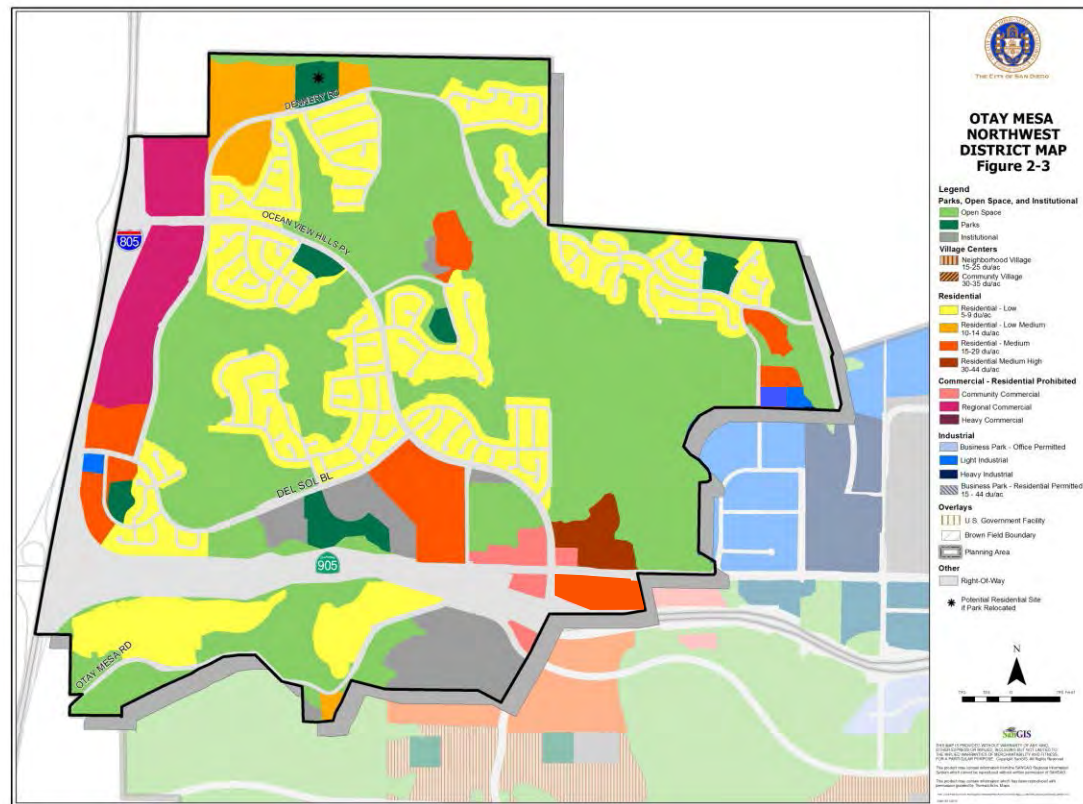 THE CITY OF SAN DIEGO
OTAY MESA
NORTHWEST
DISTRICT MAP
Figure 2-3
Legend
Parks, Open Space, and Institutional
Open Space
Parks
Institutional
Village Centers
Neighborhood Village
15-25 du/ac
Community Village
30-35 du/ac
Residential
Residential - Low
5-9 du/ac
Residential - Low Medium
10-14 du/ac
Residential - Medium
15-29 du/ac
Residential Medium High
30-44 du/ac
Commercial - Residential Prohibited
Community Commercial
Regional Commercial
Heavy Commercial
Industrial
Business Park - Office Permitted
Light Industrial
Heavy Industrial
Business Park - Residential Permitted
15 - 44 du/ac
Overlays
U.S. Government Facility
Brown Field Boundary
Planning Area
Other
Right-Of-Way
Potential Residential Site
if Park Relocated
N
SanGIS
DENNERY RD
OCEAN VIEW HILLS PY
805
DEL SOL BL
905
OTAY MESA RD